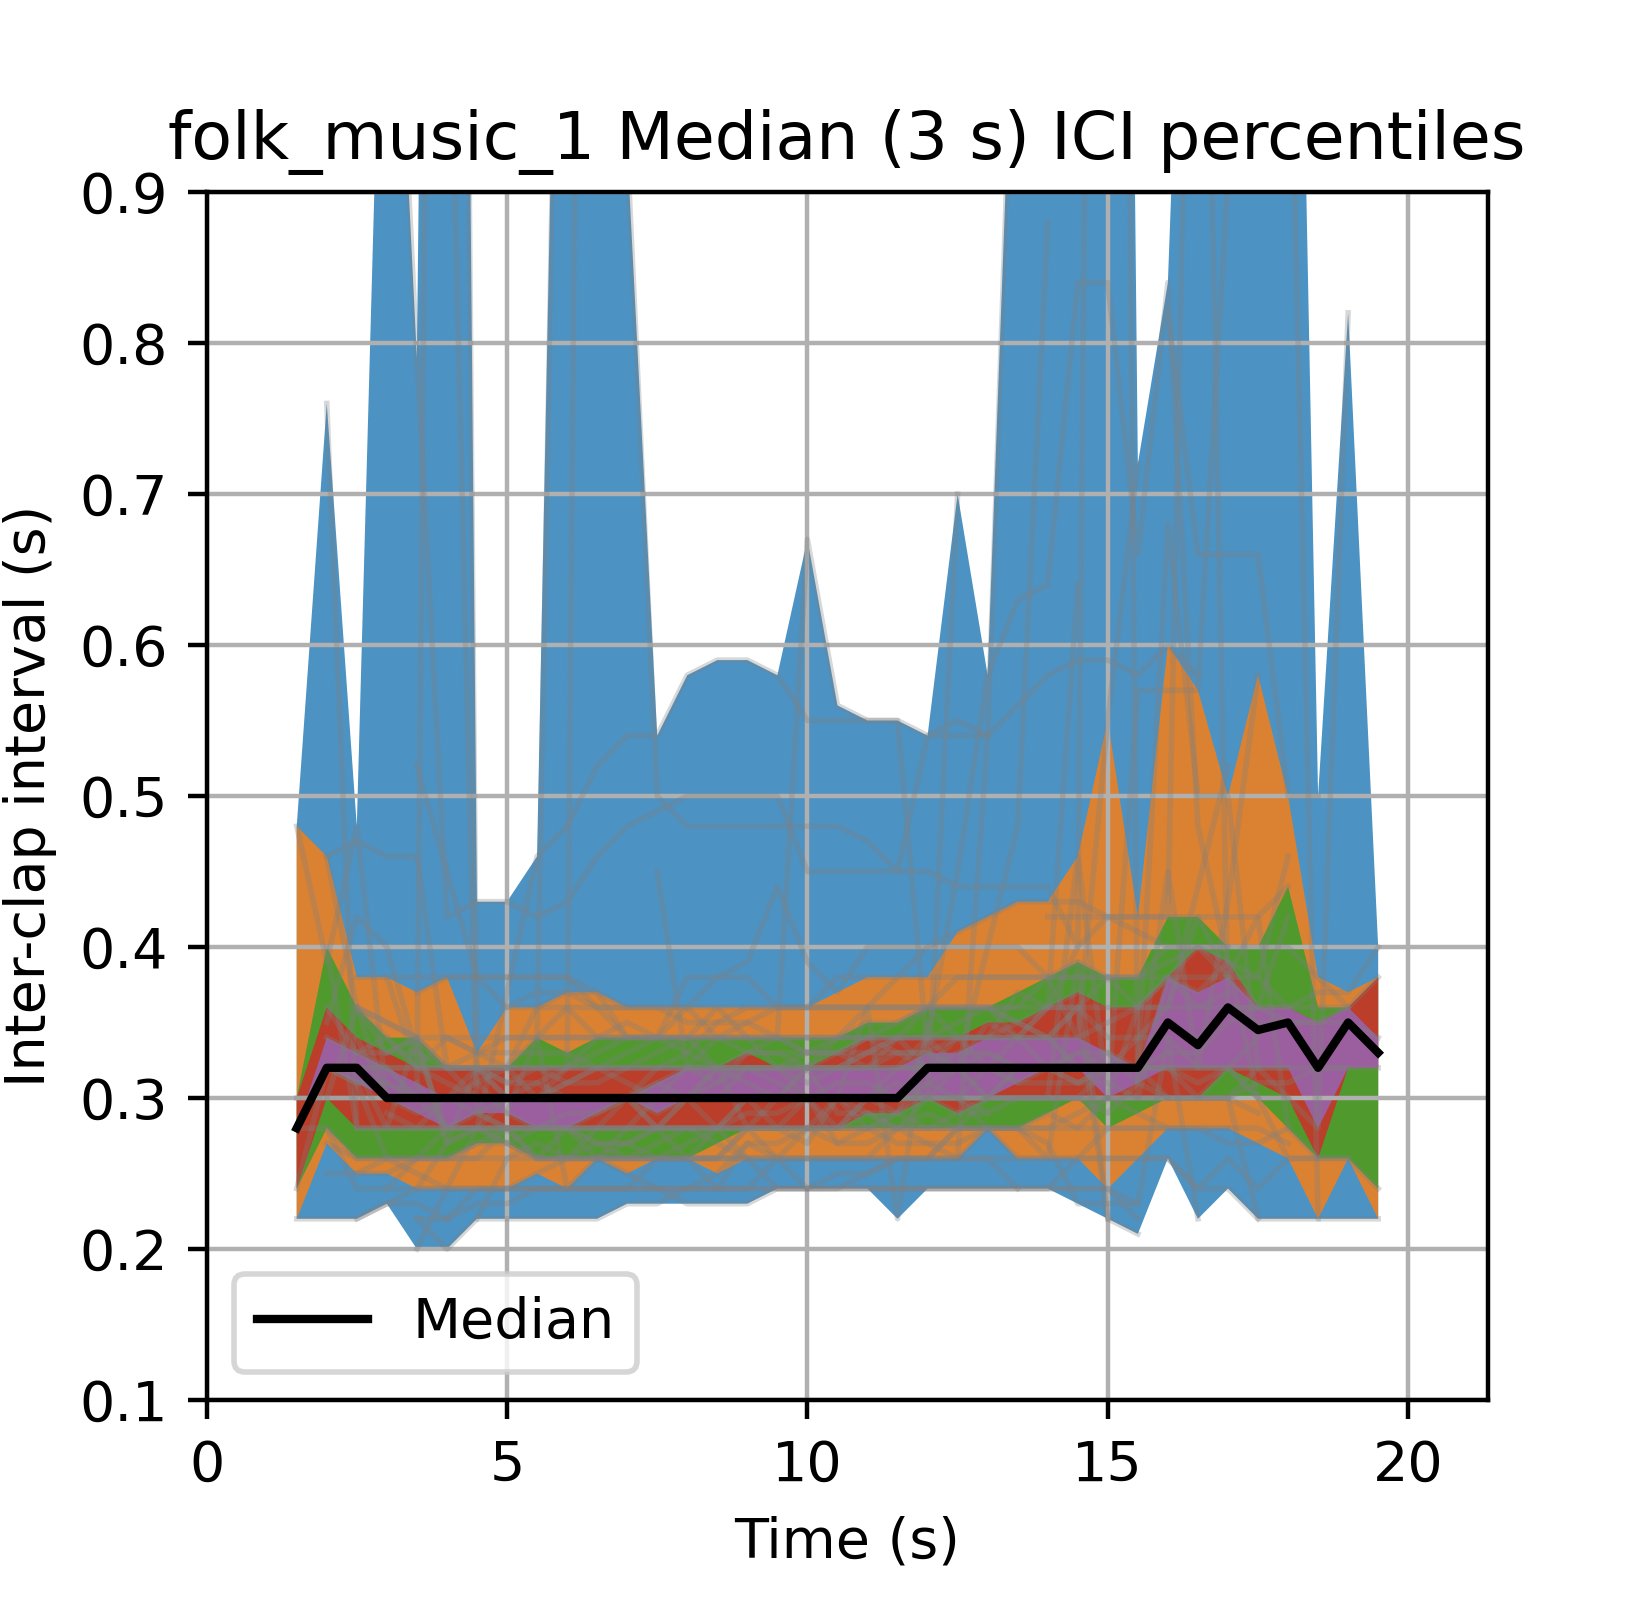 folk_music_1 Median (3 s) ICI percentiles
Inter-clap interval (s)
0.9
0.8
0.7
0.6
0.5
0.4
0.3
0.2
0.1
Median
0 5 10 15 20
Time (s)